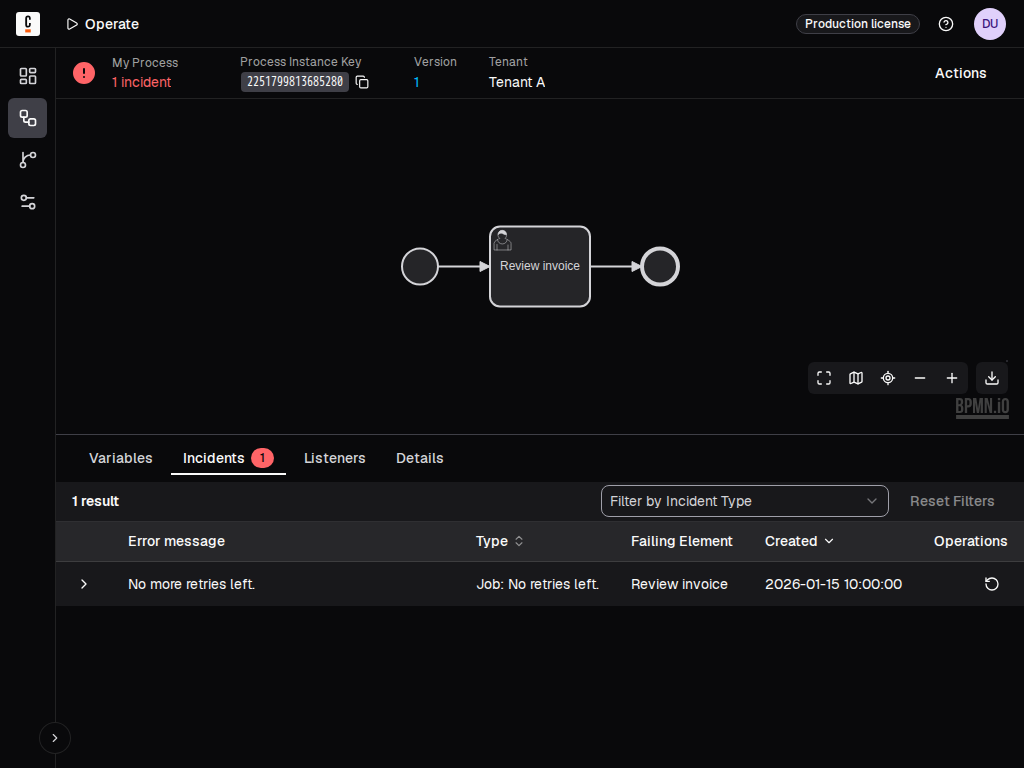 C
Operate
Production license
DU
My Process
Process Instance Key
Version
Tenant
1 incident
2251799813685280
1
Tenant A
Actions
Review invoice
BPMN.iO
Variables
Incidents 1
Listeners
Details
1 result
Filter by Incident Type
Reset Filters
Error message
Type
Failing Element
Created
Operations
No more retries left.
Job: No retries left.
Review invoice
2026-01-15 10:00:00